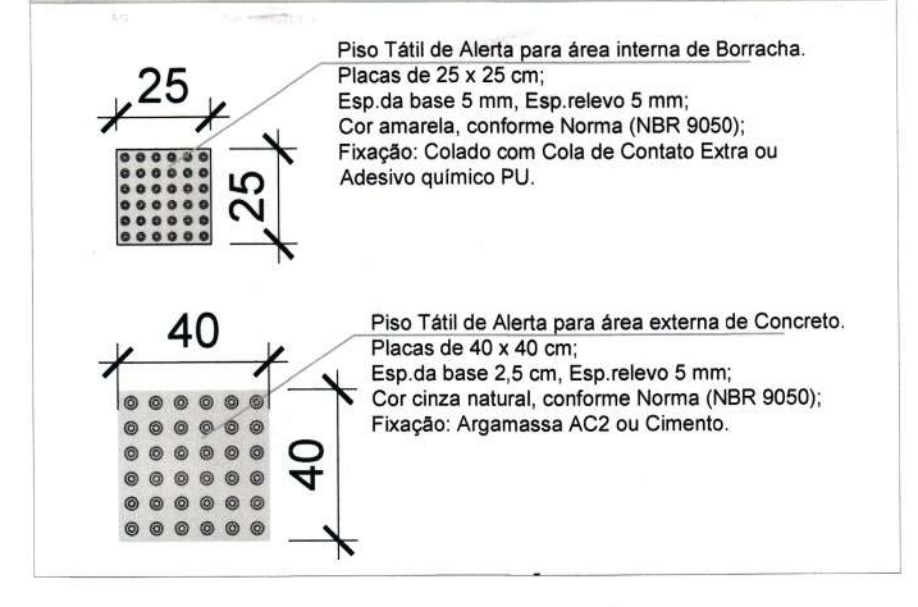 Piso Tátil de Alerta para área interna de Borracha.
Placas de 25 x 25 cm;
Esp.da base 5 mm, Esp.relevo 5 mm;
Cor amarela, conforme Norma (NBR 9050);
Fixação: Colado com Cola de Contato Extra ou
Adesivo químico PU.
25
25
Piso Tátil de Alerta para área externa de Concreto.
Placas de 40 x 40 cm;
Esp.da base 2,5 cm, Esp.relevo 5 mm;
Cor cinza natural, conforme Norma (NBR 9050);
Fixação: Argamassa AC2 ou Cimento.
40
40